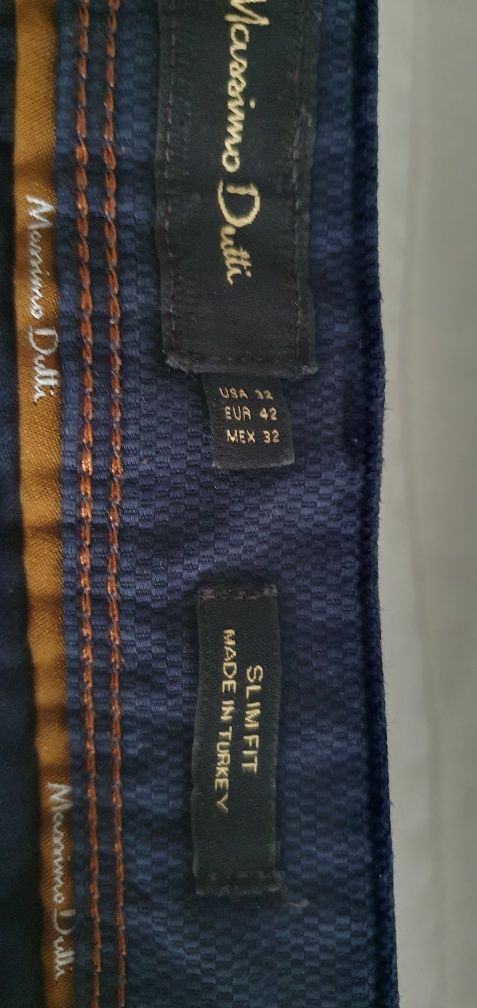 Massimo Dutti
Massimo Dutti
USA 32
EUR 42
MEX 32
SLIM FIT
MADE IN TURKEY
Massimo Dutti